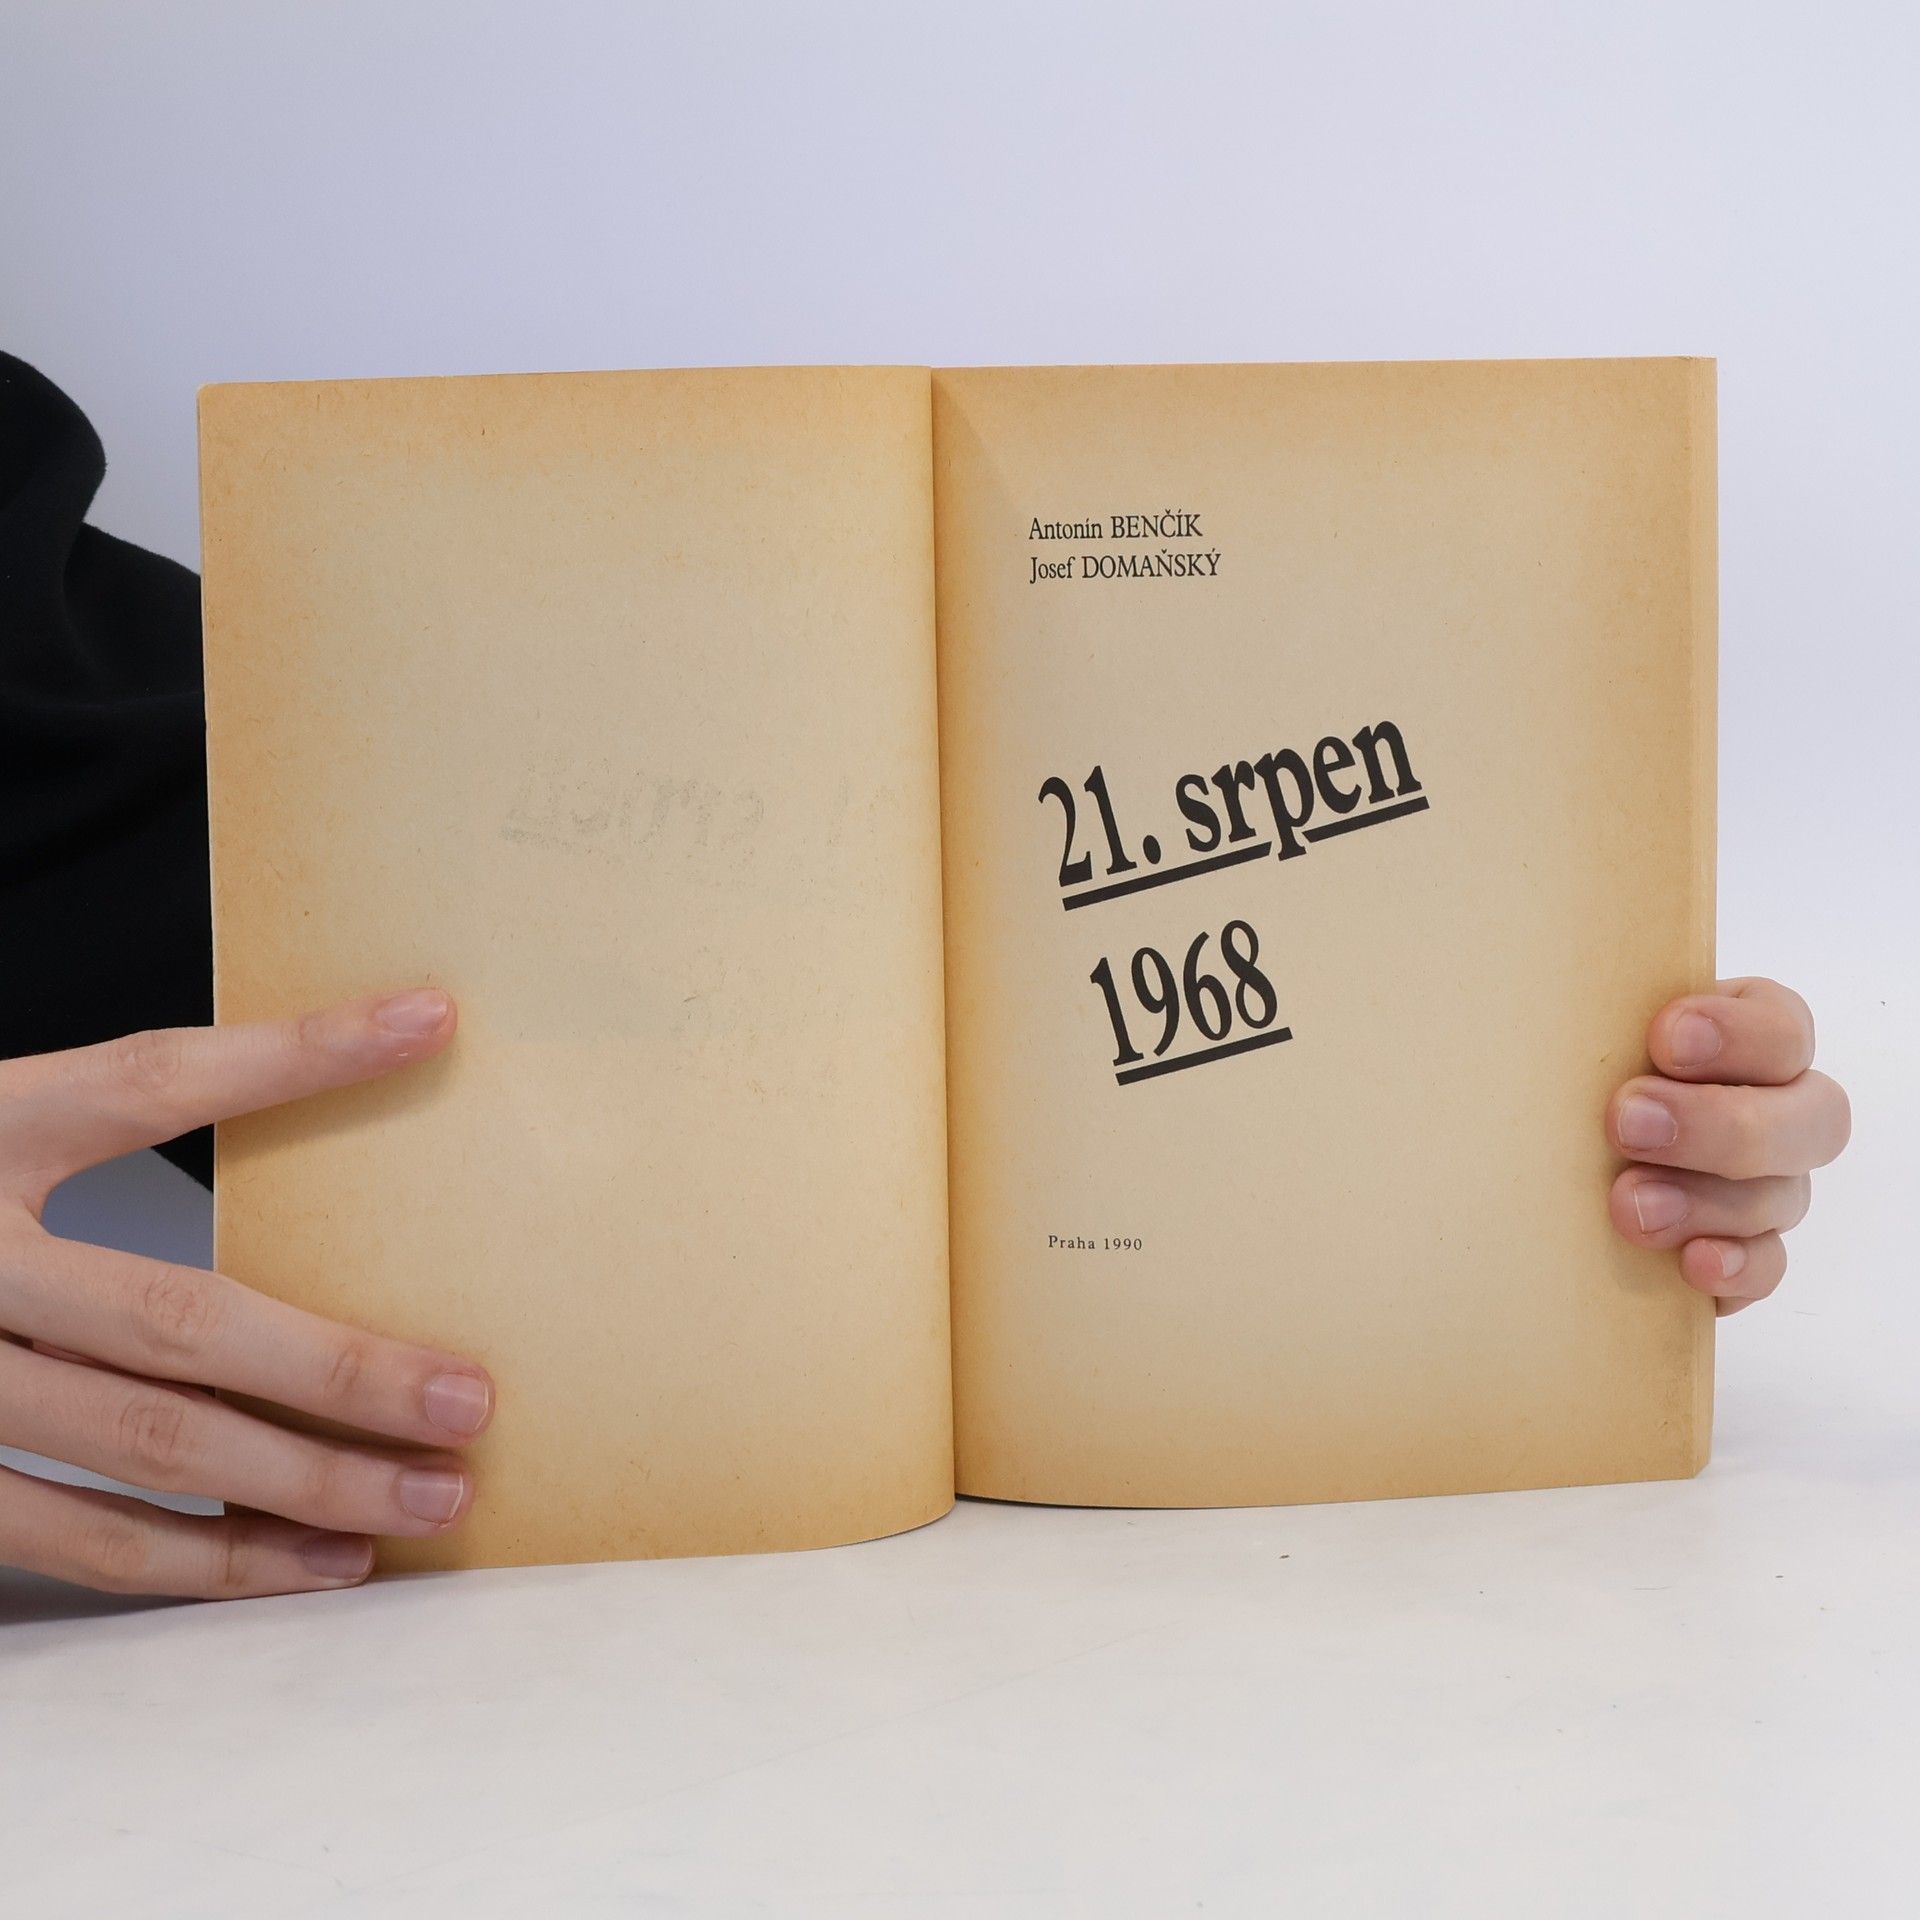 Antonín BENČÍK
Josef DOMAŇSKÝ
21. srpen
1968
Praha 1990